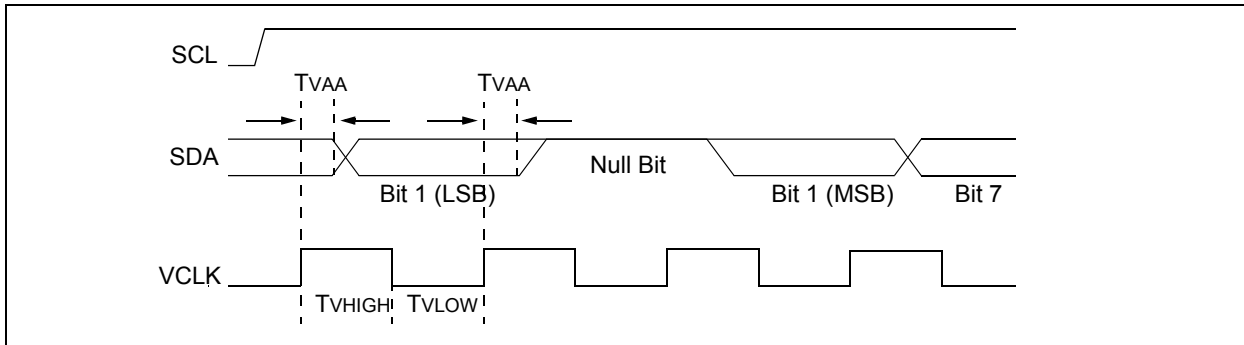 SCL
TVAA TVAA
SDA
Null Bit
Bit 1 (LSB) Bit 1 (MSB) Bit 7
VCLK
TVHIGH TVLOW